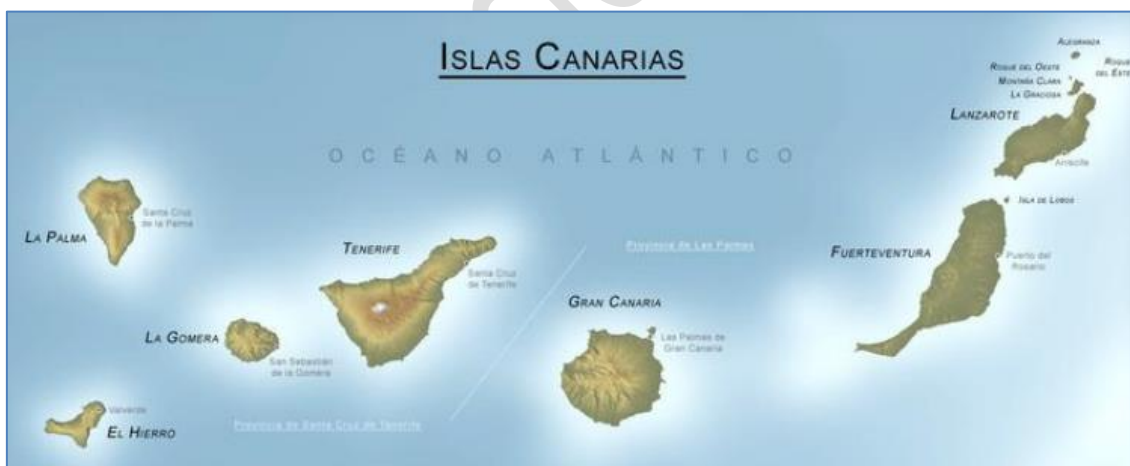 ISLAS CANARIAS
ALEGRANZA
ROQUE DEL OESTE
ROQUE
DEL ESTE
MONTAÑA CLARA
LA GRACIOSA
LANZAROTE
OCÉANO ATLÁNTICO
Arrecife
ISLA DE LOBOS
Santa Cruz
de la Palma
LA PALMA
TENERIFE
Provincia de Las Palmas
FUERTEVENTURA
Puerto del
Rosario
Santa Cruz
de Tenerife
GRAN CANARIA
LA GOMERA
Las Palmas de
Gran Canaria
San Sebastián
de la Gomera
Valverde
EL HIERRO
Provincia de Santa Cruz de Tenerife